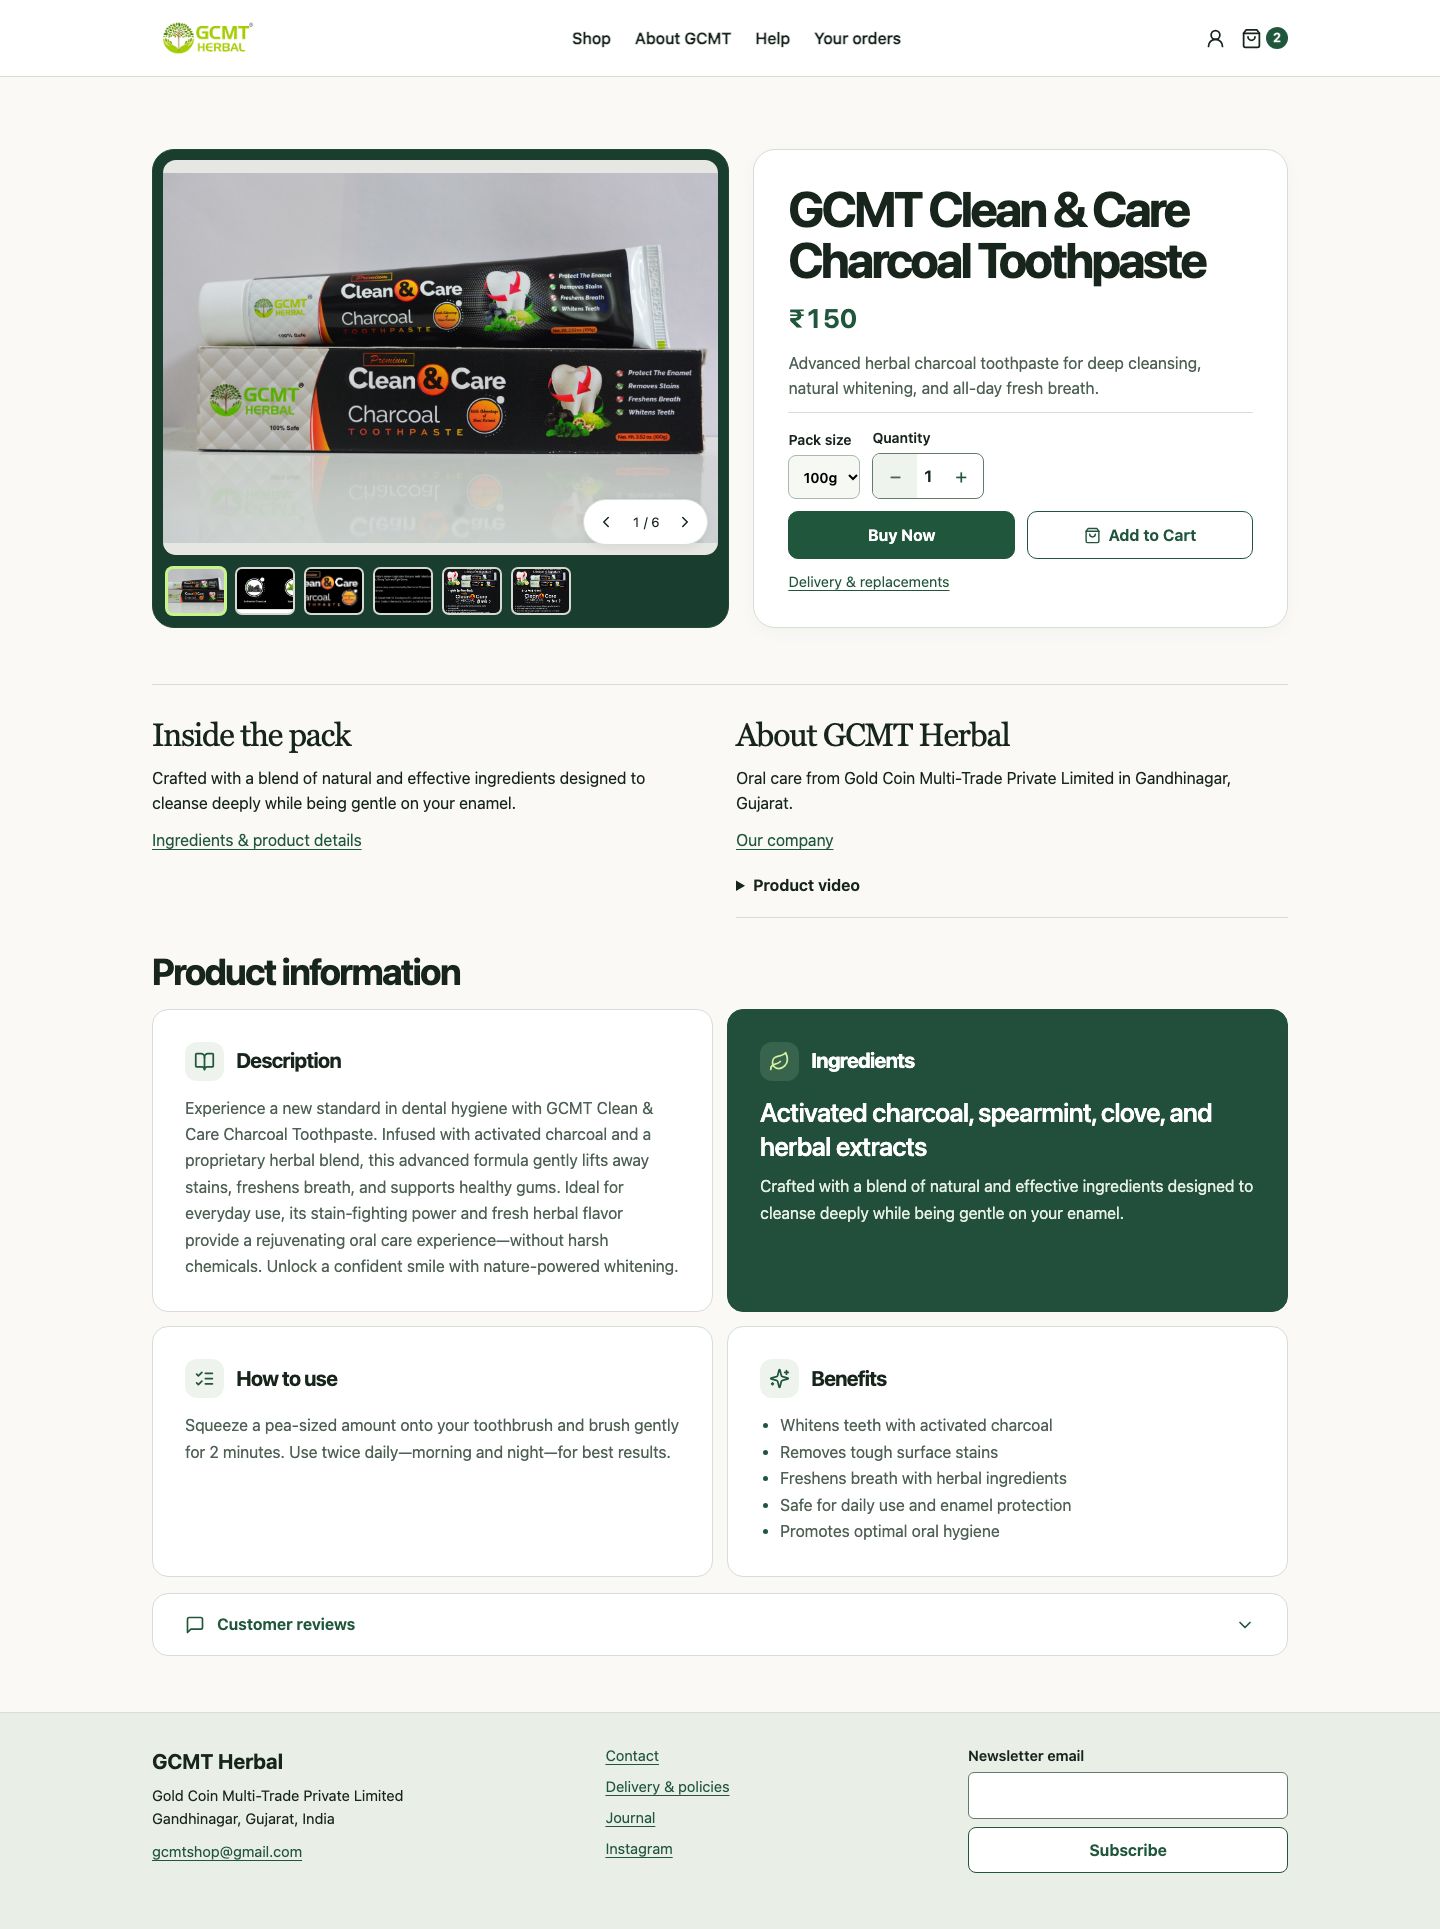 GCMT
HERBAL
Shop
About GCMT
Help
Your orders
2
GCMT HERBAL
100% Safe
Premium
Clean & Care
Charcoal
TOOTHPASTE
Protect The Enamel
Removes Stains
Freshens Breath
Whitens Teeth
GCMT
HERBAL
100% Safe
Premium
Clean & Care
Charcoal
TOOTHPASTE
Protect The Enamel
Removes Stains
Freshens Breath
Whitens Teeth
Net. Wt. 3.52 oz. (100g)
1 / 6
GCMT Clean & Care
Charcoal Toothpaste
₹150
Advanced herbal charcoal toothpaste for deep cleansing,
natural whitening, and all-day fresh breath.
Pack size
Quantity
100g
−
1
+
Buy Now
Add to Cart
Delivery & replacements
Inside the pack
Crafted with a blend of natural and effective ingredients designed to
cleanse deeply while being gentle on your enamel.
Ingredients & product details
About GCMT Herbal
Oral care from Gold Coin Multi-Trade Private Limited in Gandhinagar,
Gujarat.
Our company
Product video
Product information
Description
Experience a new standard in dental hygiene with GCMT Clean &
Care Charcoal Toothpaste. Infused with activated charcoal and a
proprietary herbal blend, this advanced formula gently lifts away
stains, freshens breath, and supports healthy gums. Ideal for
everyday use, its stain-fighting power and fresh herbal flavor
provide a rejuvenating oral care experience—without harsh
chemicals. Unlock a confident smile with nature-powered whitening.
Ingredients
Activated charcoal, spearmint, clove, and
herbal extracts
Crafted with a blend of natural and effective ingredients designed to
cleanse deeply while being gentle on your enamel.
How to use
Squeeze a pea-sized amount onto your toothbrush and brush gently
for 2 minutes. Use twice daily—morning and night—for best results.
Benefits
• Whitens teeth with activated charcoal
• Removes tough surface stains
• Freshens breath with herbal ingredients
• Safe for daily use and enamel protection
• Promotes optimal oral hygiene
Customer reviews
GCMT Herbal
Gold Coin Multi-Trade Private Limited
Gandhinagar, Gujarat, India
gcmtshop@gmail.com
Contact
Delivery & policies
Journal
Instagram
Newsletter email
Subscribe